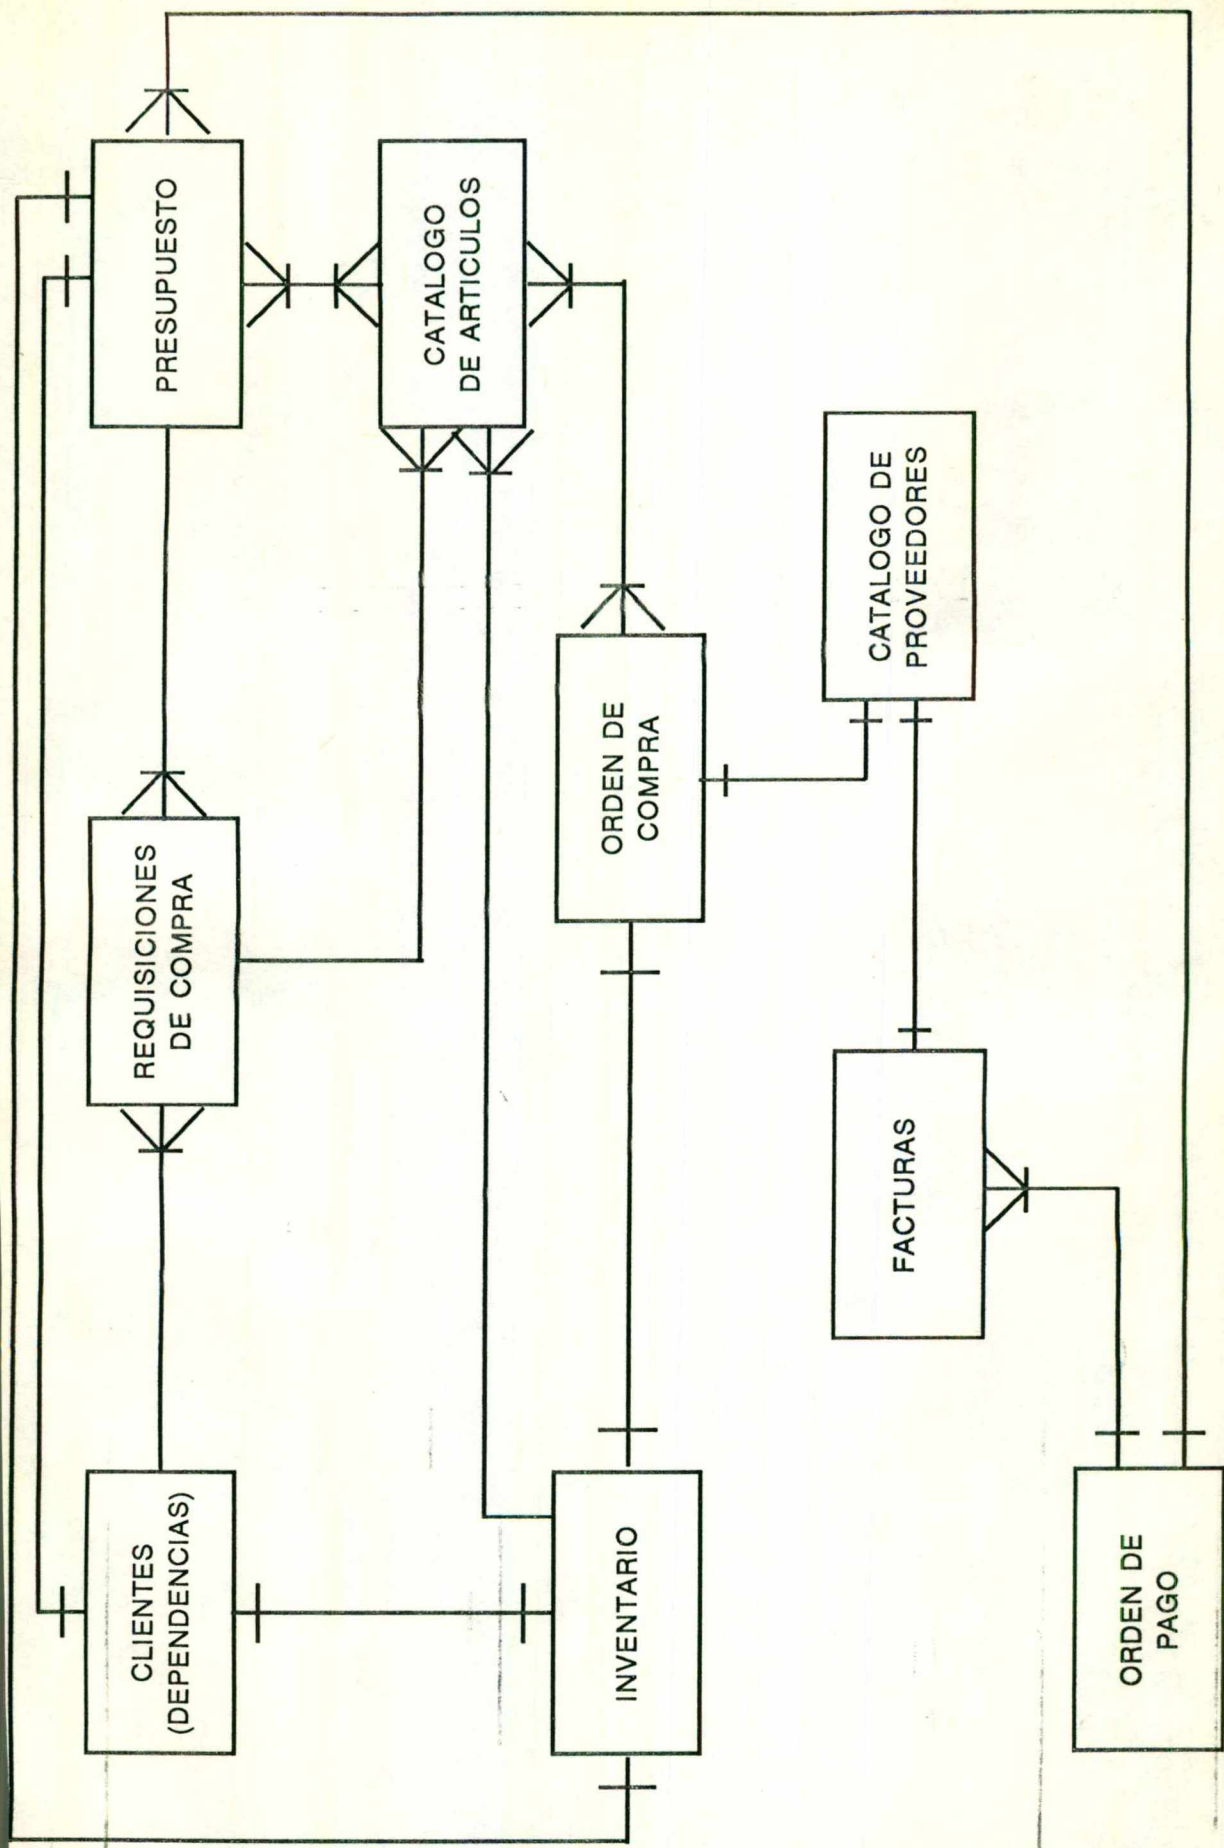 CLIENTES
(DEPENDENCIAS)
REQUISICIONES
DE COMPRA
PRESUPUESTO
CATALOGO
DE ARTICULOS
INVENTARIO
ORDEN DE
COMPRA
CATALOGO DE
PROVEEDORES
FACTURAS
ORDEN DE
PAGO